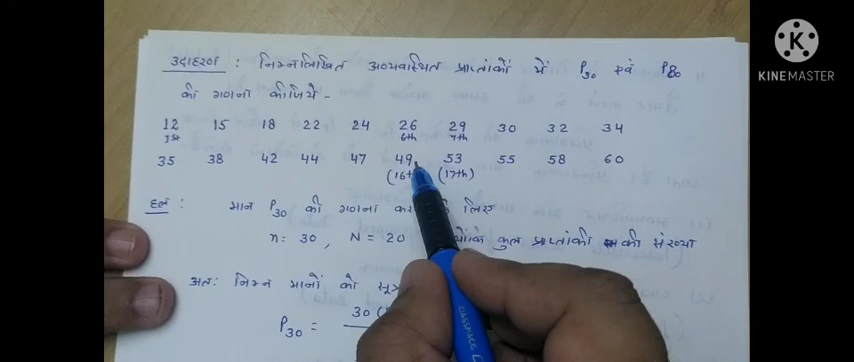 उदाहरण : निम्नलिखित अव्यवस्थित प्राप्तांकों में P30 एवं P80
की गणना कीजिये -
12 15 18 22 24 26 29 30 32 34
1st 6th 7th
35 38 42 44 47 49 53 55 58 60
(16th (17th)
हल : मान P30 की गणना के लिए
n = 30 , N = 20 कुल प्राप्तांकों की संख्या
अतः निम्न मानों को
30 (
P30 =
K
KINEMASTER